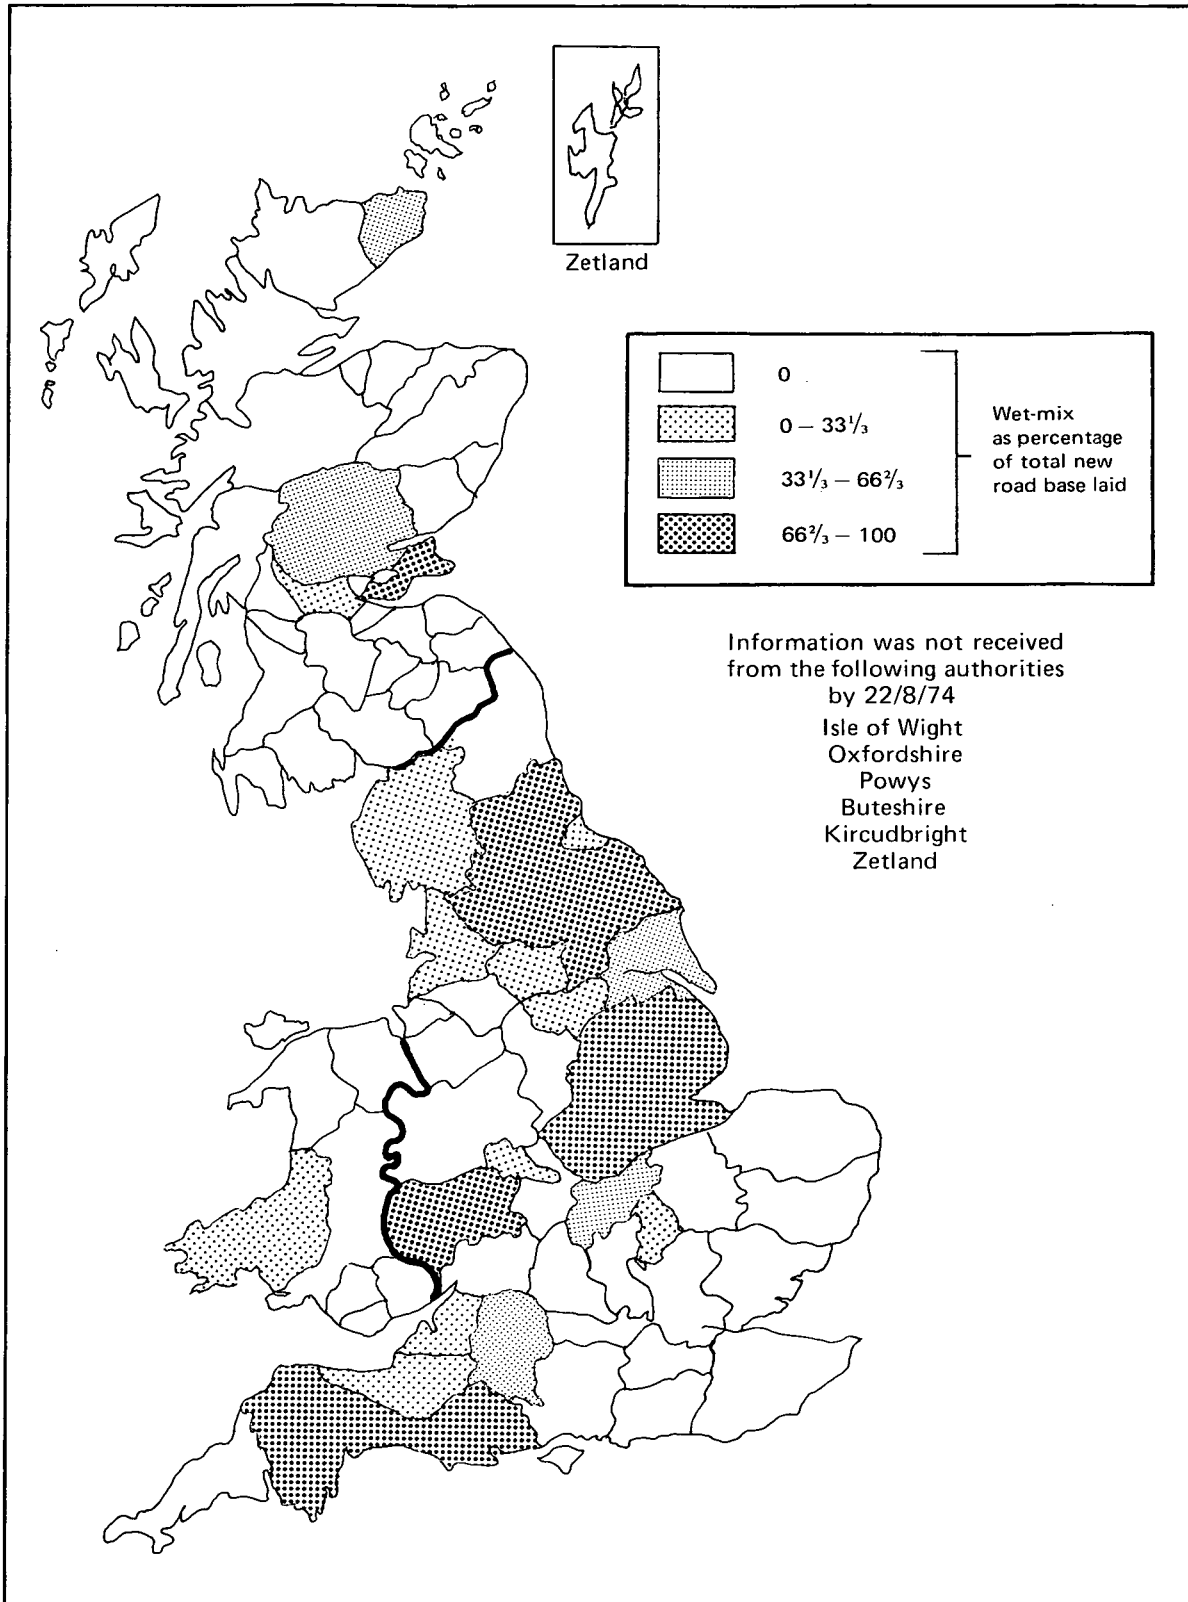 Zetland
0
0 – 33⅓
33⅓ – 66⅔
66⅔ – 100
Wet-mix
as percentage
of total new
road base laid
Information was not received
from the following authorities
by 22/8/74
Isle of Wight
Oxfordshire
Powys
Buteshire
Kircudbright
Zetland